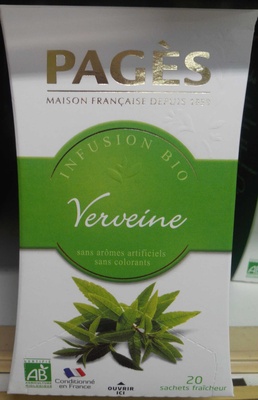 PAGÈS
MAISON FRANÇAISE DEPUIS
INFUSION BIO
Verveine
sans arômes artificiels
sans colorants
AB
Conditionné
en France
OUVRIR
ICI
20
sachets fraîcheur